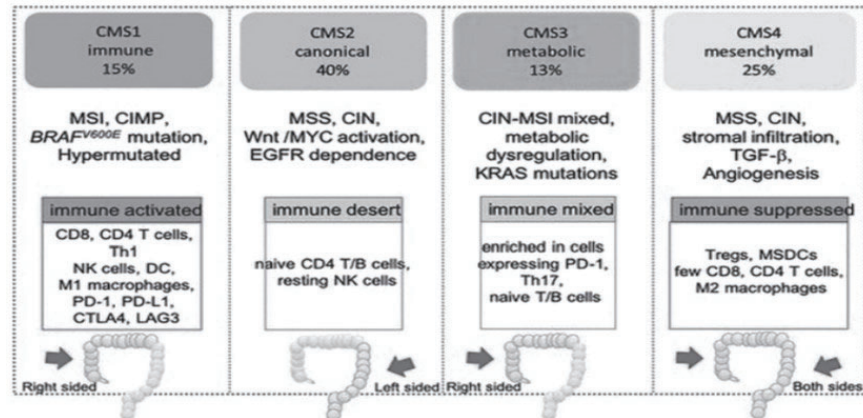 CMS1
immune
15%
MSI, CIMP,
BRAFV600E mutation,
Hypermutated
immune activated
CD8, CD4 T cells,
Th1
NK cells, DC,
M1 macrophages,
PD-1, PD-L1,
CTLA4, LAG3
Right sided
CMS2
canonical
40%
MSS, CIN,
Wnt /MYC activation,
EGFR dependence
immune desert
naive CD4 T/B cells,
resting NK cells
Left sided
CMS3
metabolic
13%
CIN-MSI mixed,
metabolic
dysregulation,
KRAS mutations
immune mixed
enriched in cells
expressing PD-1,
Th17,
naive T/B cells
Right sided
CMS4
mesenchymal
25%
MSS, CIN,
stromal infiltration,
TGF-β,
Angiogenesis
immune suppressed
Tregs, MSDCs
few CD8, CD4 T cells,
M2 macrophages
Both sides